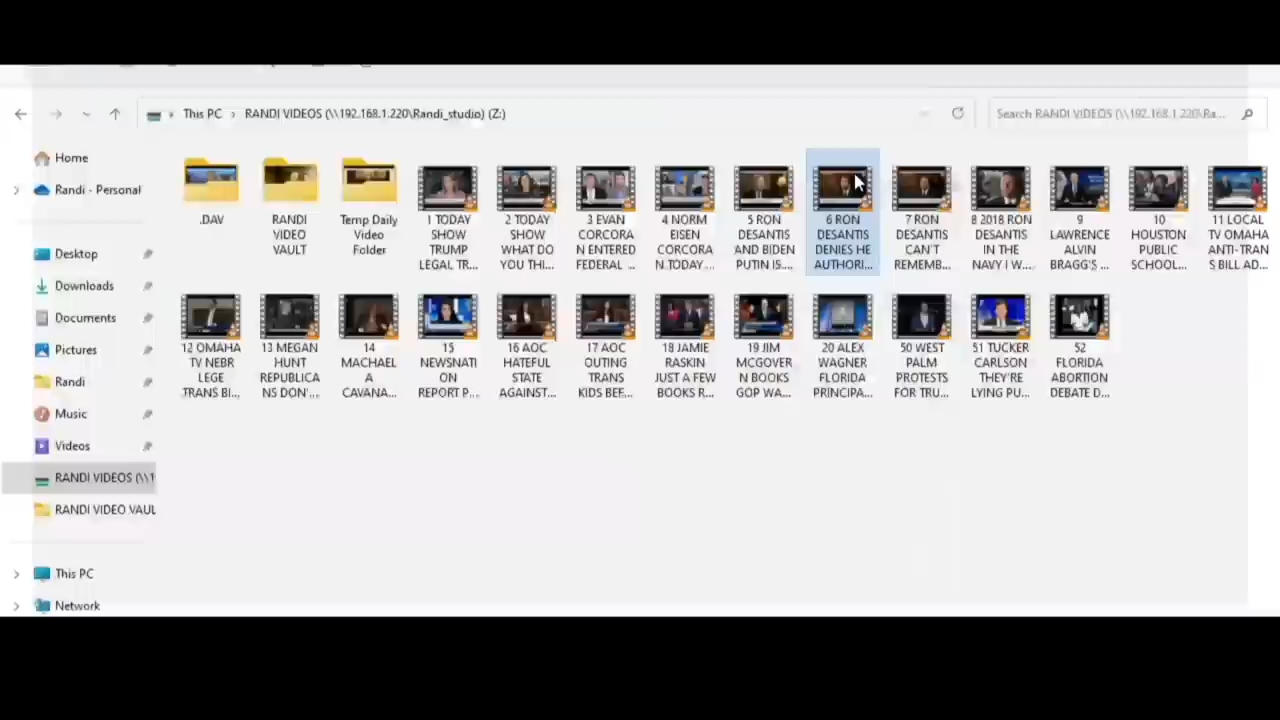 This PC > RANDI VIDEOS (\\192.168.1.220\Randi_studio) (Z:)
Search RANDI VIDEOS (\\192.168.1.220\Ra...
Home
Randi - Personal
Desktop
Downloads
Documents
Pictures
Randi
Music
Videos
RANDI VIDEOS (\\1
RANDI VIDEO VAUL
This PC
Network
.DAV
RANDI
VIDEO
VAULT
Temp Daily
Video
Folder
1 TODAY
SHOW
TRUMP
LEGAL TR...
2 TODAY
SHOW
WHAT DO
YOU THI...
3 EVAN
CORCORA
N ENTERED
FEDERAL ...
4 NORM
EISEN
CORCORA
N TODAY ...
5 RON
DESANTIS
AND BIDEN
PUTIN IS....
6 RON
DESANTIS
DENIES HE
AUTHORI...
7 RON
DESANTIS
CAN'T
REMEMB...
8 2018 RON
DESANTIS
IN THE
NAVY I W...
9
LAWRENCE
ALVIN
BRAGG'S ...
10
HOUSTON
PUBLIC
SCHOOL...
11 LOCAL
TV OMAHA
ANTI-TRAN
S BILL AD...
12 OMAHA
TV NEBR
LEGE
TRANS BI...
13 MEGAN
HUNT
REPUBLICA
NS DON'...
14
MACHAEL
A
CAVANA...
15
NEWSNATI
ON
REPORT P...
16 AOC
HATEFUL
STATE
AGAINST...
17 AOC
OUTING
TRANS
KIDS BEF...
18 JAMIE
RASKIN
JUST A FEW
BOOKS R...
19 JIM
MCGOVER
N BOOKS
GOP WA...
20 ALEX
WAGNER
FLORIDA
PRINCIPA...
50 WEST
PALM
PROTESTS
FOR TRU...
51 TUCKER
CARLSON
THEY'RE
LYING PU...
52
FLORIDA
ABORTION
DEBATE D...